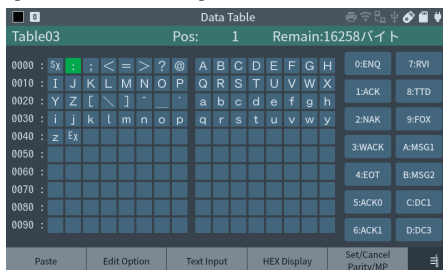 0 Data Table
Table03 Pos: 1 Remain:16258バイト
0000 : Sx : ; < = > ? @ A B C D E F G H
0010 : I J K L M N O P Q R S T U V W X
0020 : Y Z [ \ ] ^ _ ` a b c d e f g h
0030 : i j k l m n o p q r s t u v w y
0040 : z Ex
0050 :
0060 :
0070 :
0080 :
0090 :
0:ENQ 7:RVI
1:ACK 8:TTD
2:NAK 9:FOX
3:WACK A:MSG1
4:EOT B:MSG2
5:ACK0 C:DC1
6:ACK1 D:DC3
Paste Edit Option Text Input HEX Display Set/Cancel
Parity/MP